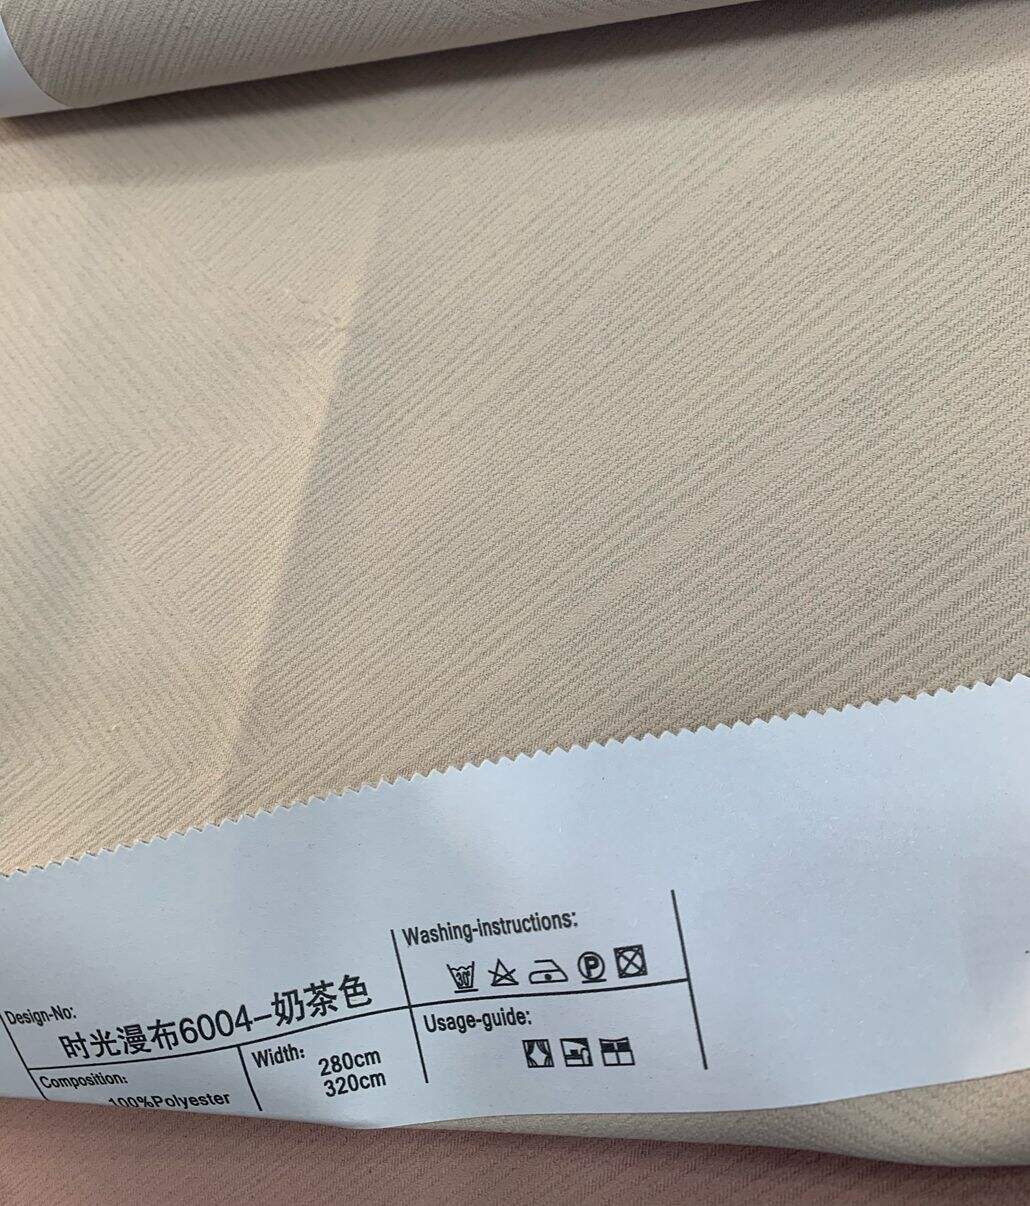 Design-No:
时光漫布6004-奶茶色
Composition:
100%Polyester
Width:
280cm
320cm
Washing-instructions:
30°
P
Usage-guide: